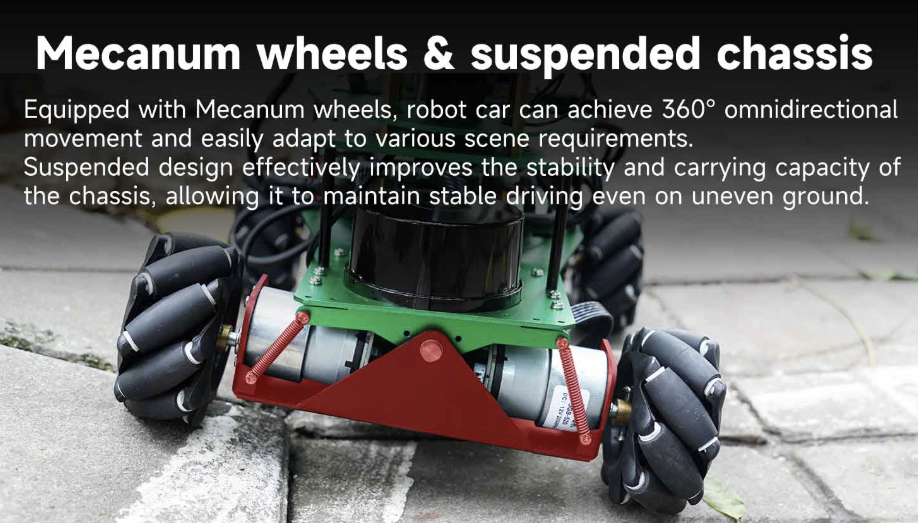 Mecanum wheels & suspended chassis
Equipped with Mecanum wheels, robot car can achieve 360° omnidirectional
movement and easily adapt to various scene requirements.
Suspended design effectively improves the stability and carrying capacity of
the chassis, allowing it to maintain stable driving even on uneven ground.